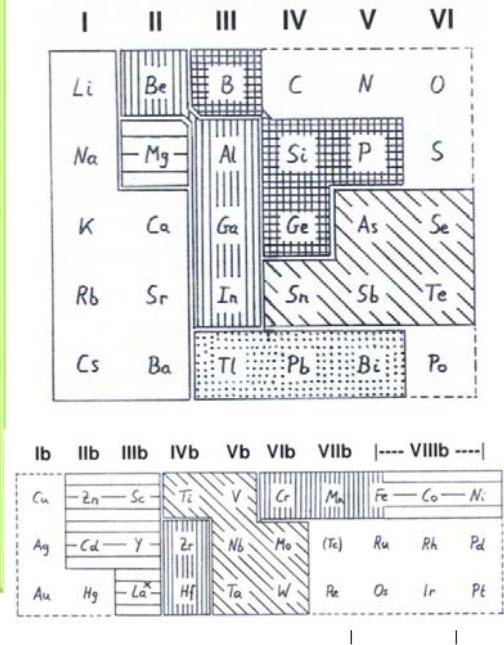 I II III IV V VI
Li Be B C N O
Na Mg Al Si P S
K Ca Ga Ge As Se
Rb Sr In Sn Sb Te
Cs Ba Tl Pb Bi Po
Ib IIb IIIb IVb Vb VIb VIIb |---- VIIIb ----|
Cu Zn Sc Ti V Cr Mn Fe Co Ni
Ag Cd Y Zr Nb Mo (Tc) Ru Rh Pd
Au Hg La* Hf Ta W Re Os Ir Pt